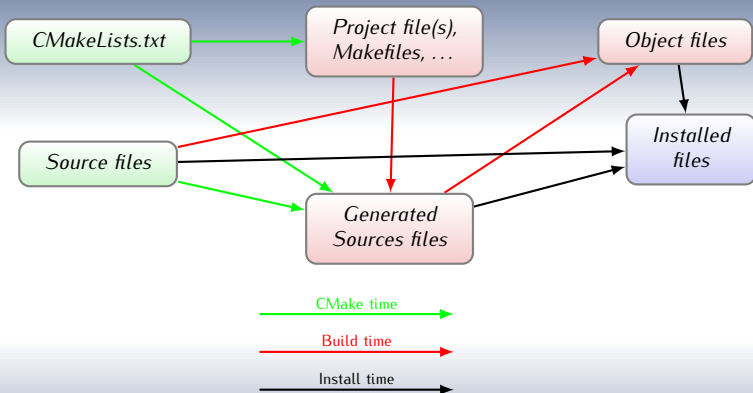 CMakeLists.txt
Project file(s),
Makefiles, ...
Object files
Source files
Installed
files
Generated
Sources files
CMake time
Build time
Install time